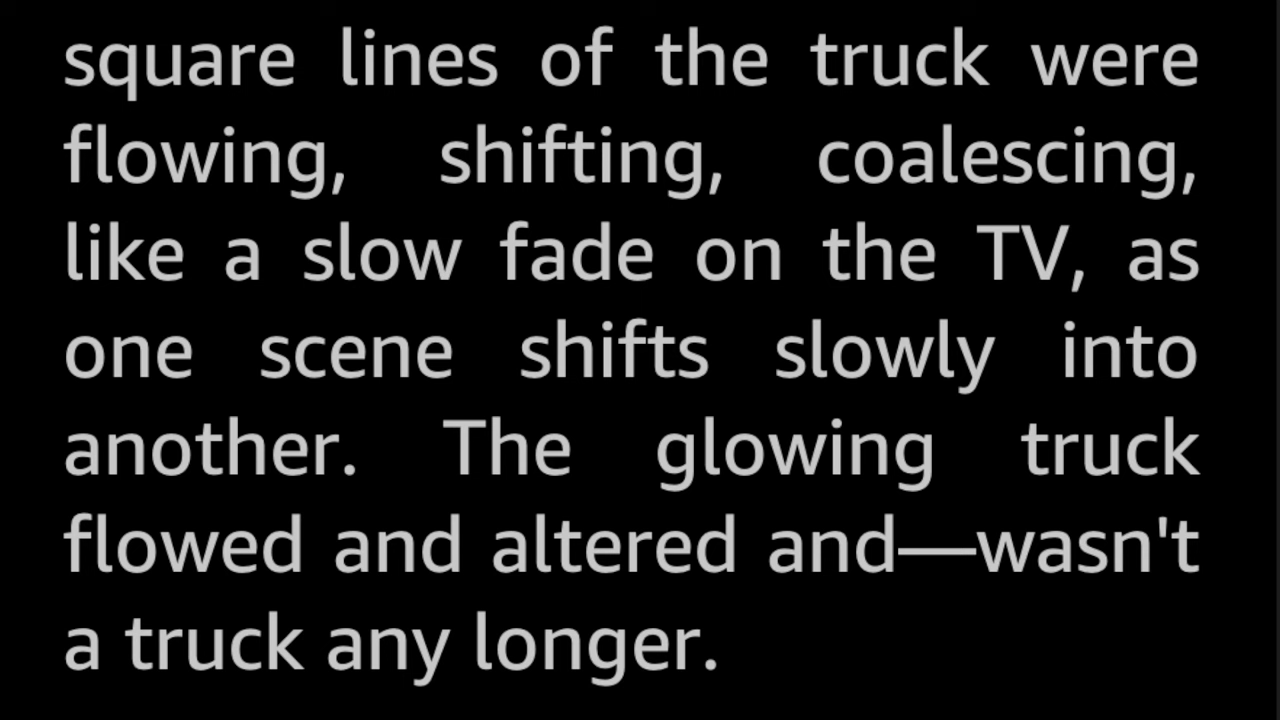 square lines of the truck were
flowing, shifting, coalescing,
like a slow fade on the TV, as
one scene shifts slowly into
another. The glowing truck
flowed and altered and—wasn't
a truck any longer.